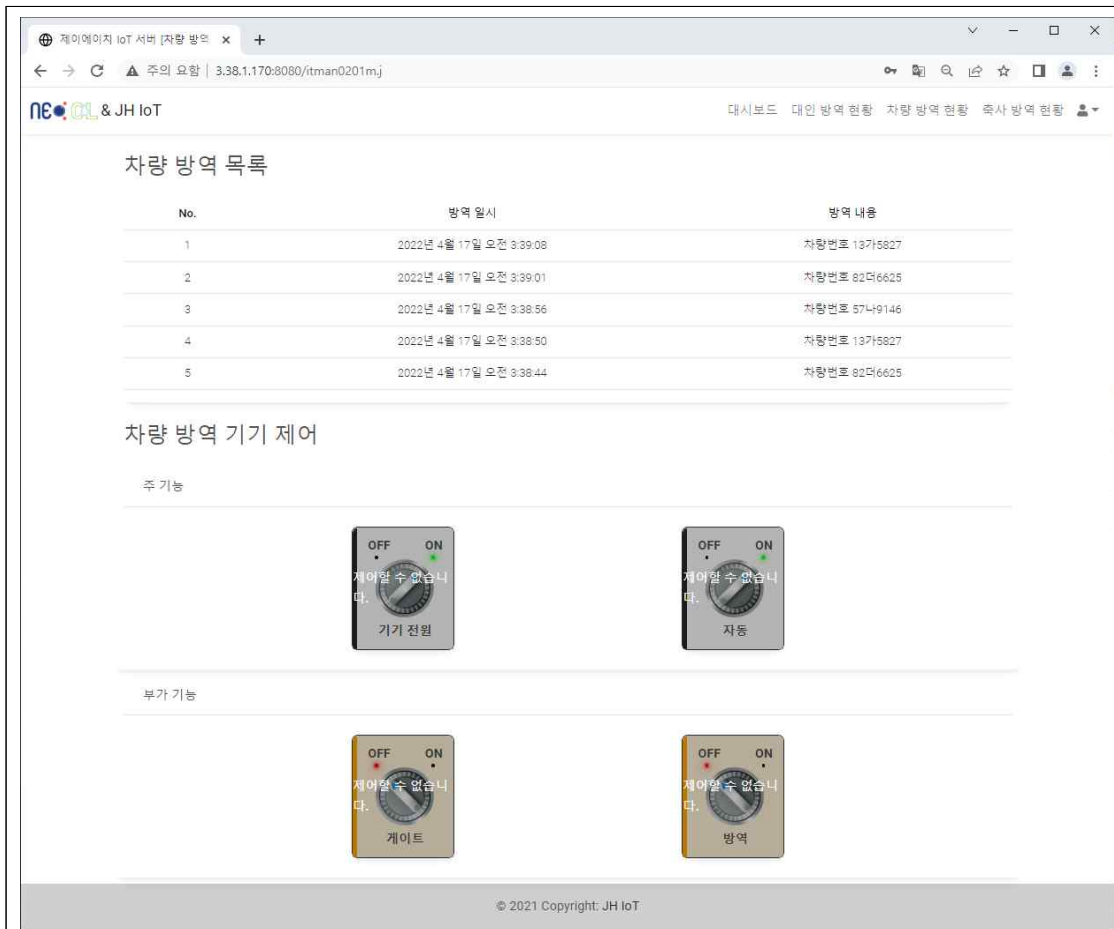 제이에이치 IoT 서버 [차량 방역
주의 요함 | 3.38.1.170:8080/itman0201m.j
NEO CL & JH IoT
대시보드 대인 방역 현황 차량 방역 현황 축사 방역 현황
차량 방역 목록
No. 방역 일시 방역 내용
1 2022년 4월 17일 오전 3:39:08 차량번호 13가5827
2 2022년 4월 17일 오전 3:39:01 차량번호 82더6625
3 2022년 4월 17일 오전 3:38:56 차량번호 57나9146
4 2022년 4월 17일 오전 3:38:50 차량번호 13가5827
5 2022년 4월 17일 오전 3:38:44 차량번호 82더6625
차량 방역 기기 제어
주 기능
OFF ON
제어할 수 없습니
다.
기기 전원
OFF ON
제어할 수 없습니
다.
자동
부가 기능
OFF ON
제어할 수 없습니
다.
게이트
OFF ON
제어할 수 없습니
다.
방역
© 2021 Copyright: JH IoT